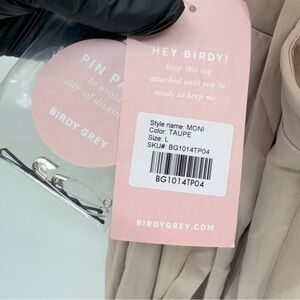 PIN PA
to avoid
day of disaster
BIRDY GREY
HEY BIRDY!
keep this tag
attached until you're
ready to keep me.
Style name: MONI
Color: TAUPE
Size: L
SKU#: BG1014TP04
BG1014TP04
BIRDYGREY.COM